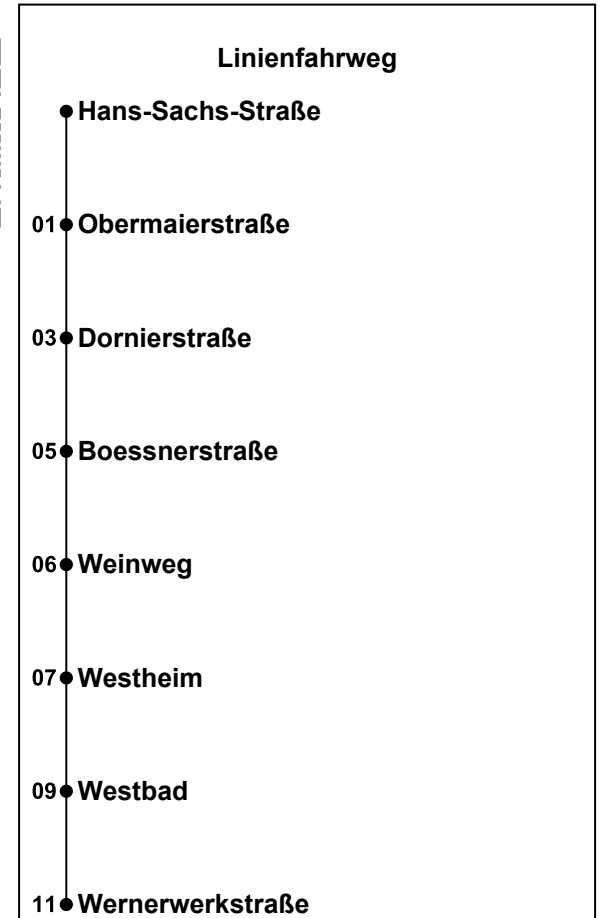 Linienfahrweg
Hans-Sachs-Straße
01 Obermaierstraße
03 Dornierstraße
05 Boessnerstraße
06 Weinweg
07 Westheim
09 Westbad
11 Wernerwerkstraße